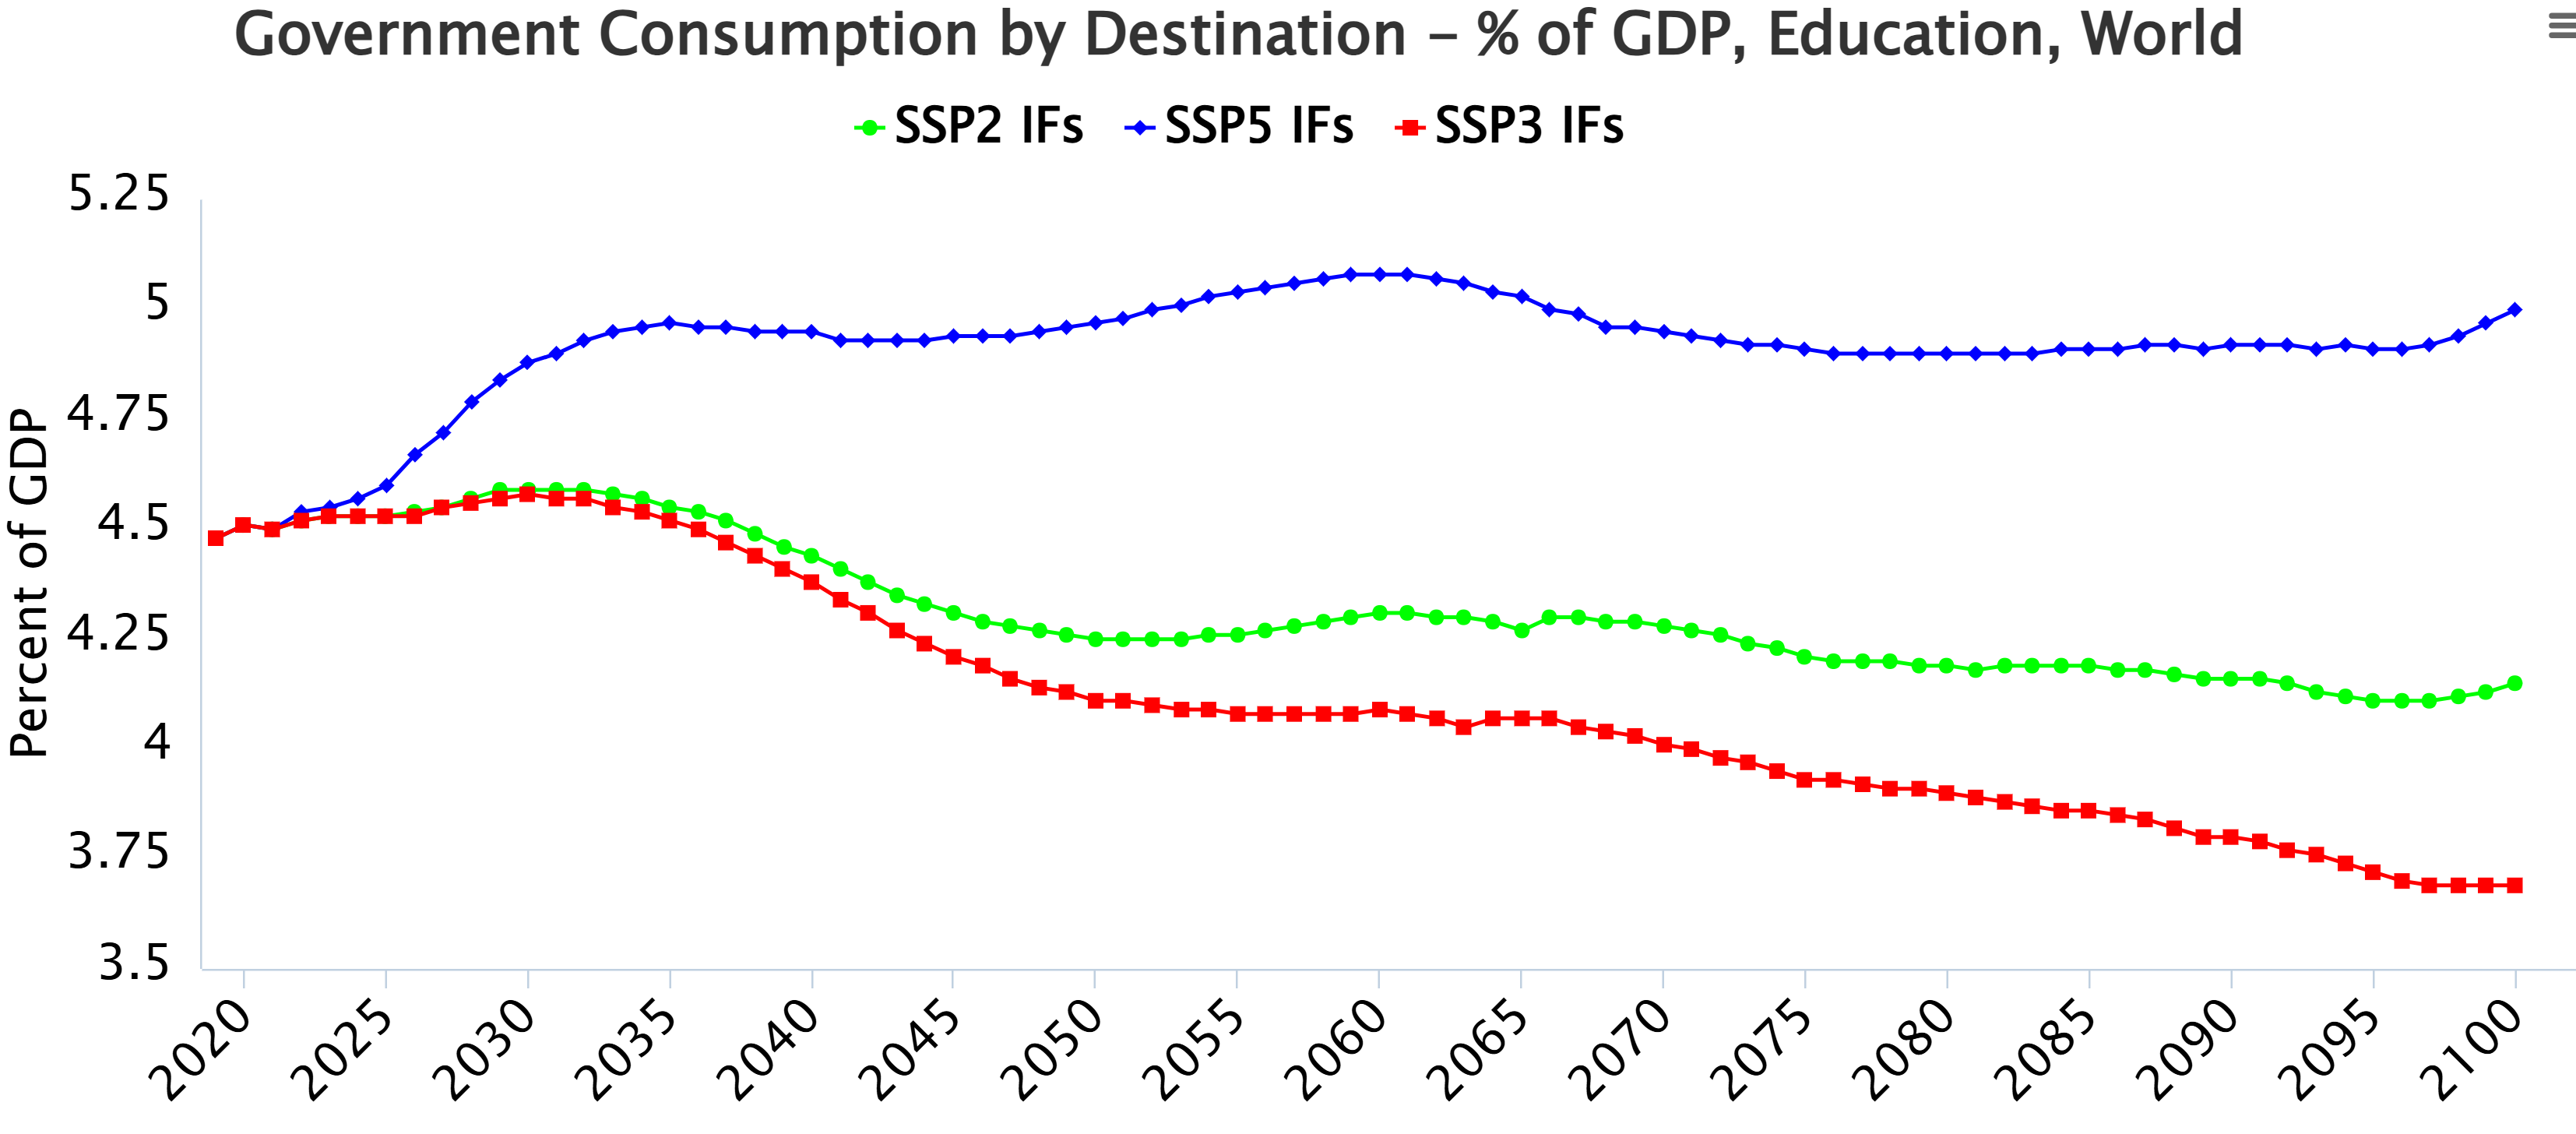 Government Consumption by Destination – % of GDP, Education, World
SSP2 IFs SSP5 IFs SSP3 IFs
Percent of GDP
5.25
5
4.75
4.5
4.25
4
3.75
3.5
2020 2025 2030 2035 2040 2045 2050 2055 2060 2065 2070 2075 2080 2085 2090 2095 2100